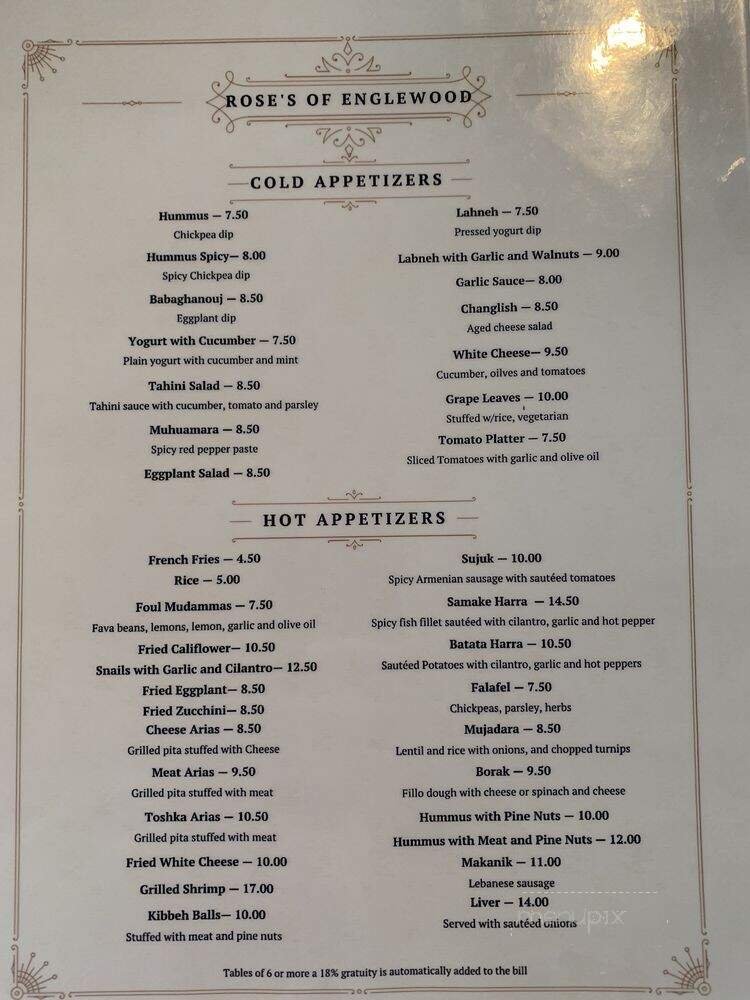 ROSE'S OF ENGLEWOOD
COLD APPETIZERS
Hummus — 7.50
Chickpea dip
Hummus Spicy— 8.00
Spicy Chickpea dip
Babaghanouj — 8.50
Eggplant dip
Yogurt with Cucumber — 7.50
Plain yogurt with cucumber and mint
Tahini Salad — 8.50
Tahini sauce with cucumber, tomato and parsley
Muhuamara — 8.50
Spicy red pepper paste
Eggplant Salad — 8.50
Lahneh — 7.50
Pressed yogurt dip
Labneh with Garlic and Walnuts — 9.00
Garlic Sauce— 8.00
Changlish — 8.50
Aged cheese salad
White Cheese— 9.50
Cucumber, oilves and tomatoes
Grape Leaves — 10.00
Stuffed w/rice, vegetarian
Tomato Platter — 7.50
Sliced Tomatoes with garlic and olive oil
HOT APPETIZERS
French Fries — 4.50
Rice — 5.00
Foul Mudammas — 7.50
Fava beans, lemons, lemon, garlic and olive oil
Fried Califlower— 10.50
Snails with Garlic and Cilantro— 12.50
Fried Eggplant— 8.50
Fried Zucchini— 8.50
Cheese Arias — 8.50
Grilled pita stuffed with Cheese
Meat Arias — 9.50
Grilled pita stuffed with meat
Toshka Arias — 10.50
Grilled pita stuffed with meat
Fried White Cheese — 10.00
Grilled Shrimp — 17.00
Kibbeh Balls— 10.00
Stuffed with meat and pine nuts
Sujuk — 10.00
Spicy Armenian sausage with sautéed tomatoes
Samake Harra — 14.50
Spicy fish fillet sautéed with cilantro, garlic and hot pepper
Batata Harra — 10.50
Sautéed Potatoes with cilantro, garlic and hot peppers
Falafel — 7.50
Chickpeas, parsley, herbs
Mujadara — 8.50
Lentil and rice with onions, and chopped turnips
Borak — 9.50
Fillo dough with cheese or spinach and cheese
Hummus with Pine Nuts — 10.00
Hummus with Meat and Pine Nuts — 12.00
Makanik — 11.00
Lebanese sausage
Liver — 14.00
Served with sautéed onions
menupix
Tables of 6 or more a 18% gratuity is automatically added to the bill